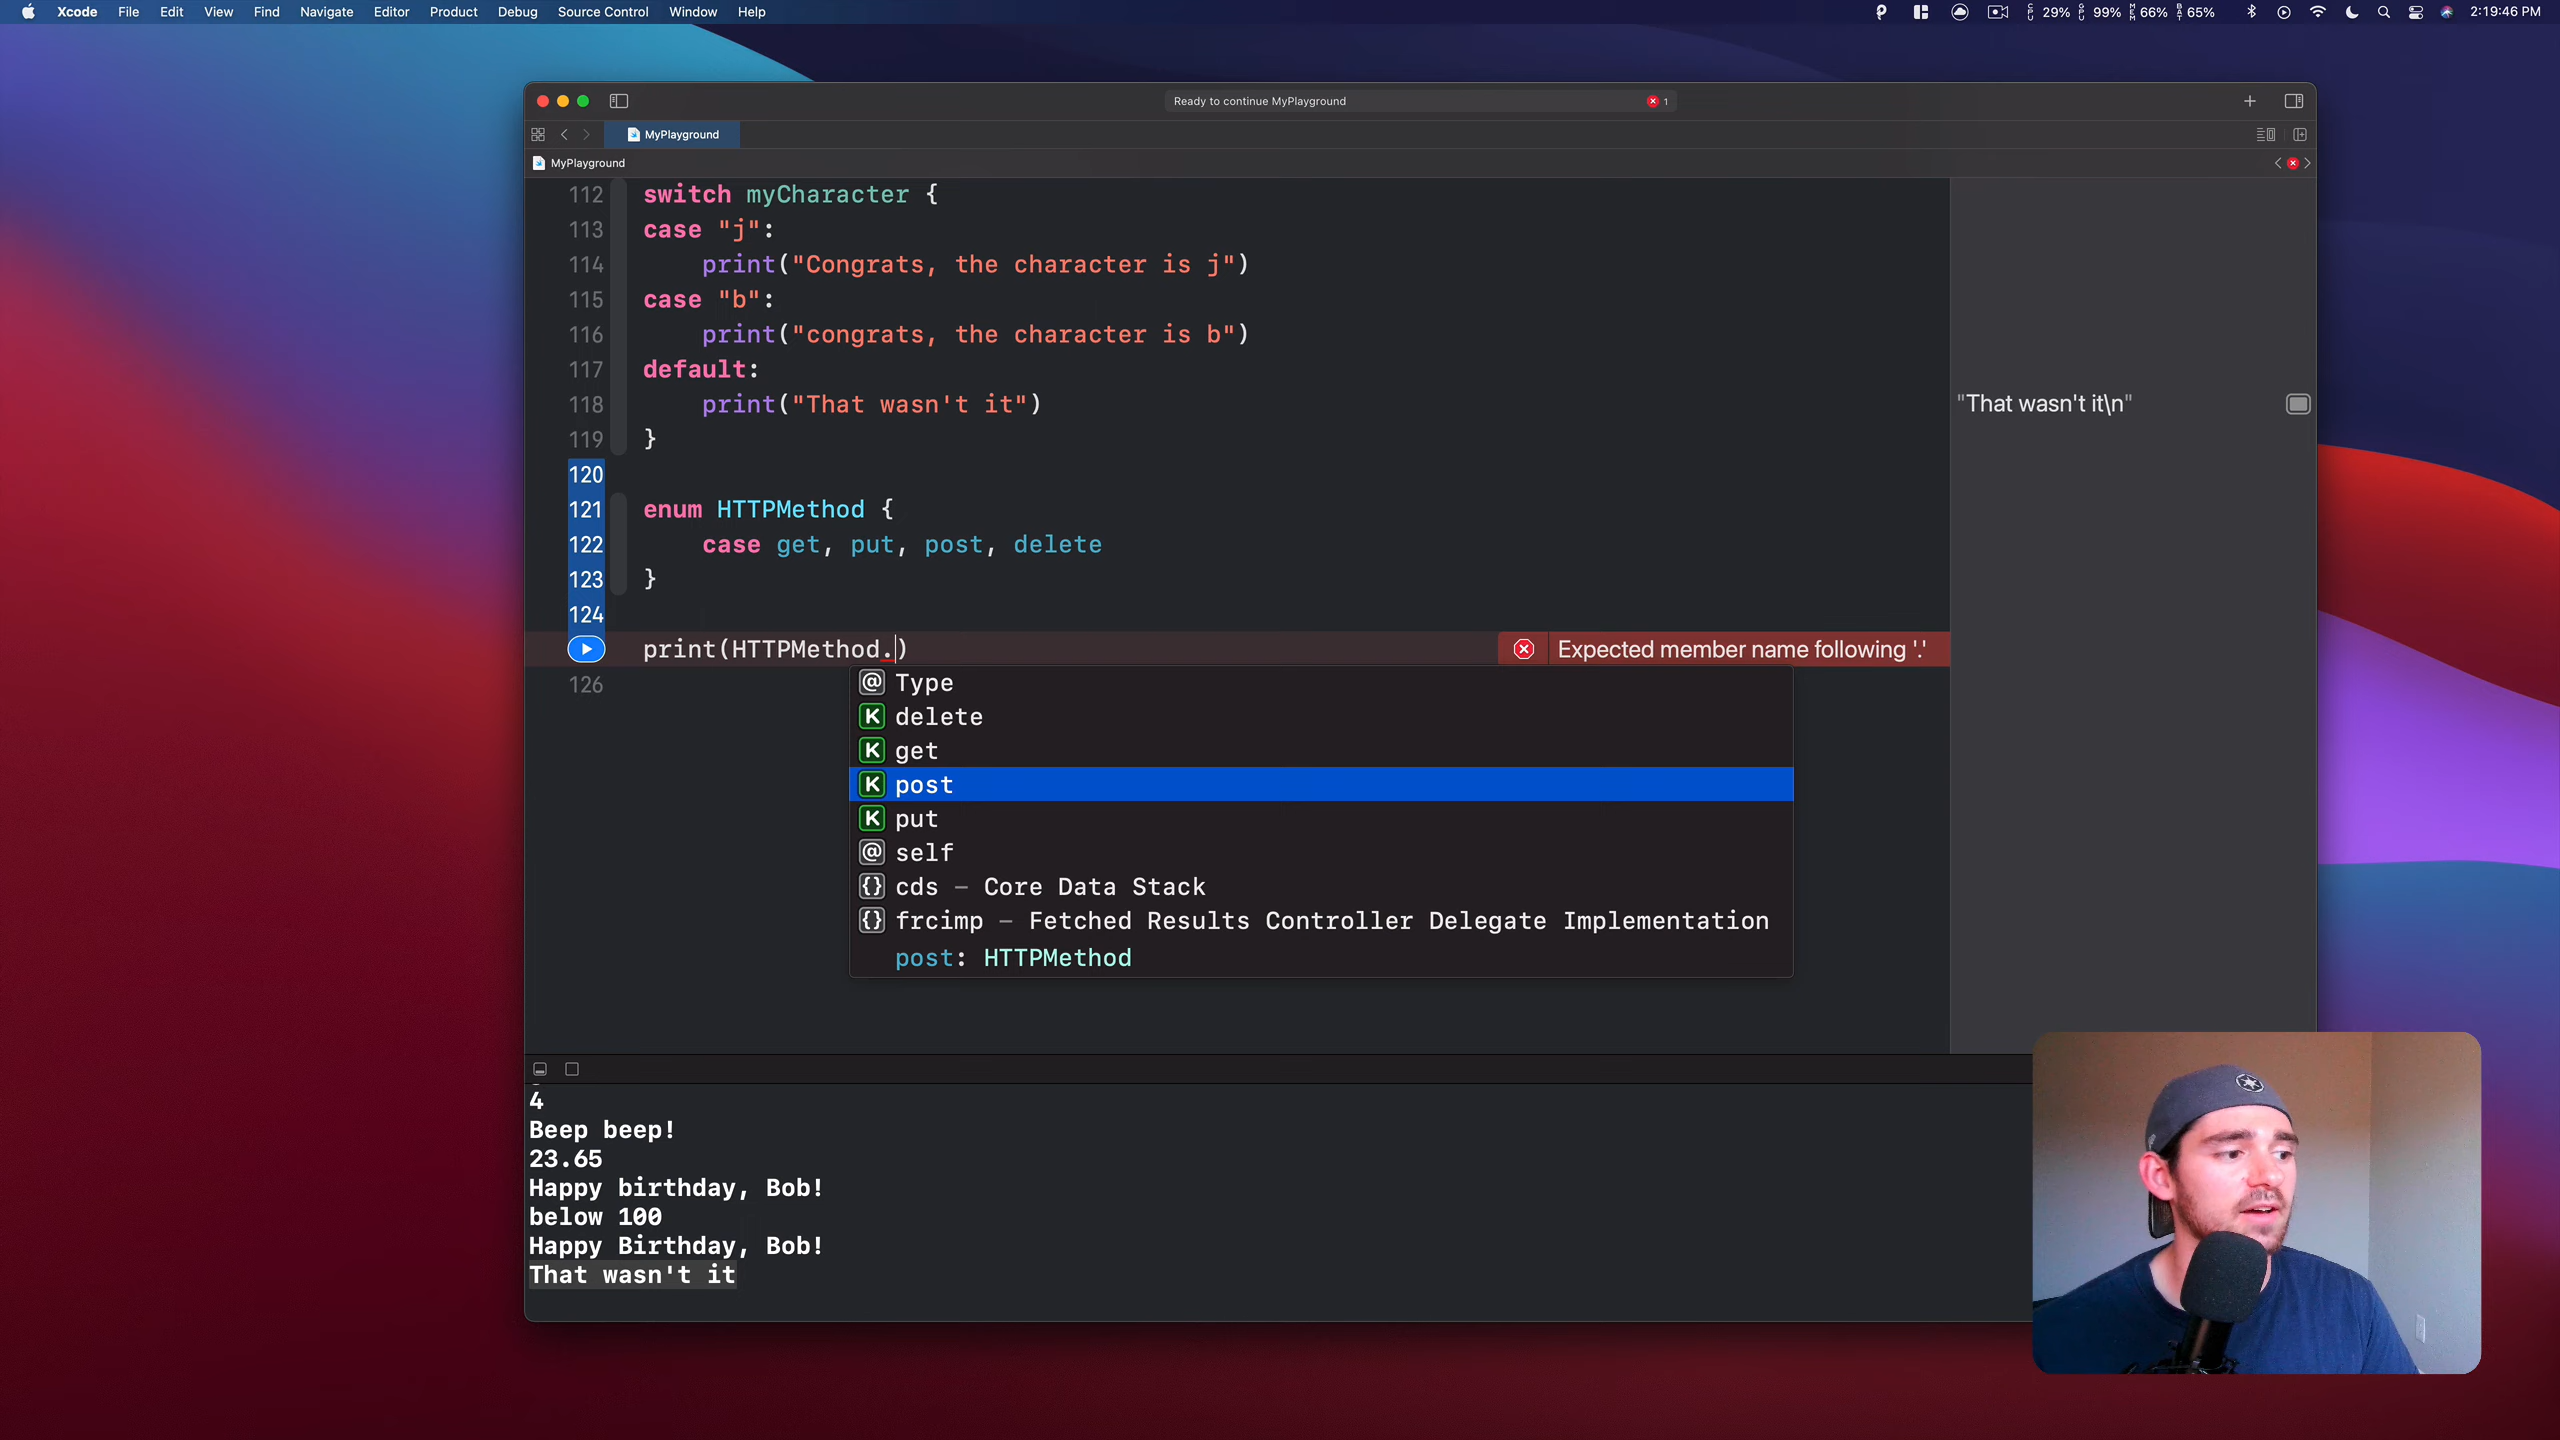 Xcode File Edit View Find Navigate Editor Product Debug Source Control Window Help
CPU 29% GPU 99% MEM 66% BAT 65% 2:19:46 PM
Ready to continue MyPlayground 1
MyPlayground
MyPlayground
112 switch myCharacter {
113 case "j":
114 print("Congrats, the character is j")
115 case "b":
116 print("congrats, the character is b")
117 default:
118 print("That wasn't it") "That wasn't it\n"
119 }
120
121 enum HTTPMethod {
122 case get, put, post, delete
123 }
124
print(HTTPMethod.) Expected member name following '.'
126
@ Type
K delete
K get
K post
K put
@ self
{} cds – Core Data Stack
{} frcimp – Fetched Results Controller Delegate Implementation
post: HTTPMethod
4
Beep beep!
23.65
Happy birthday, Bob!
below 100
Happy Birthday, Bob!
That wasn't it